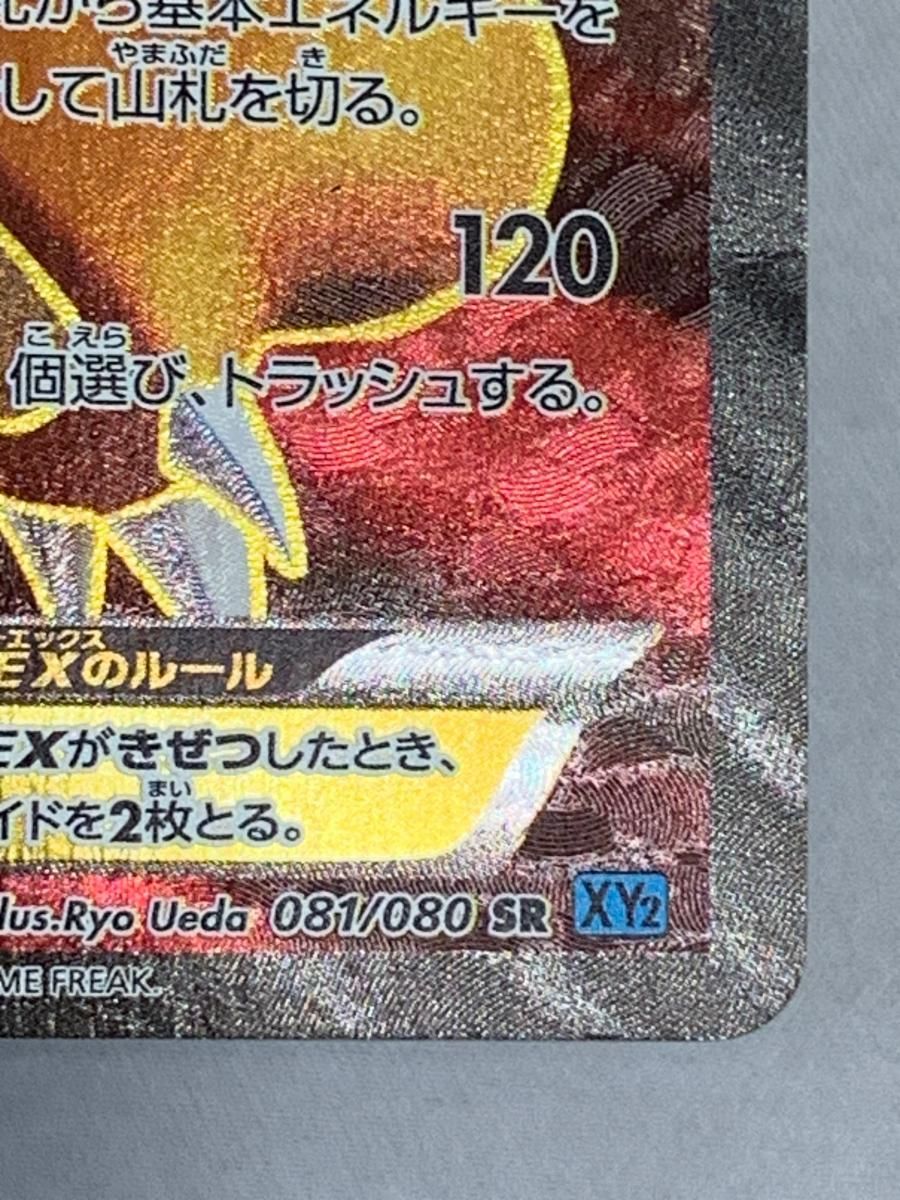 から基本エネルギーを
やまふだ き
して山札を切る。
120
こ えら
個選び、トラッシュする。
エックス
EXのルール
EXがきぜつしたとき、
まい
イドを2枚とる。
llus.Ryo Ueda 081/080 SR XY2
ME FREAK.